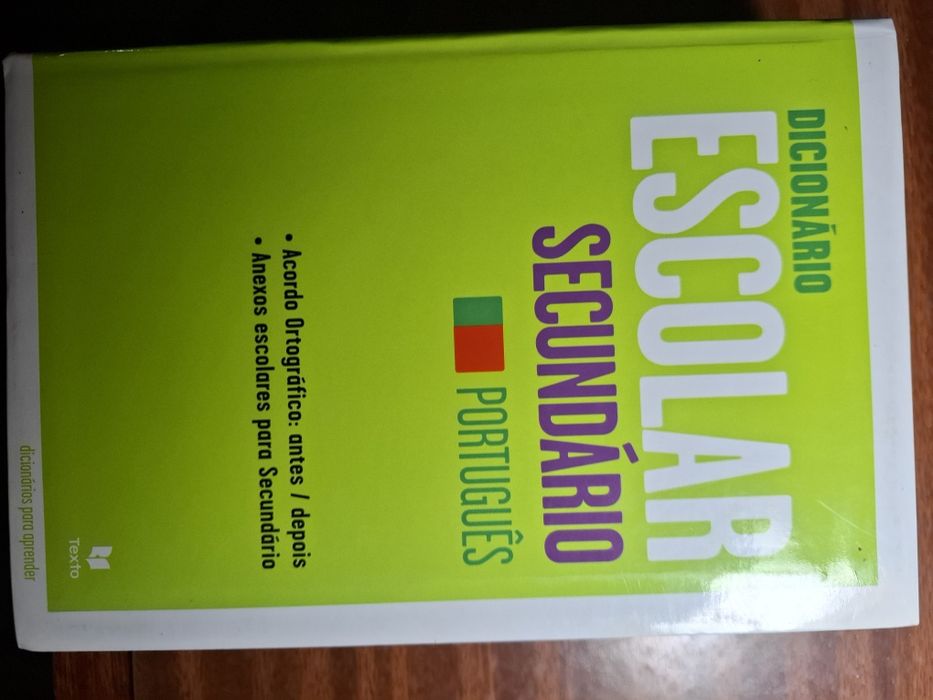 DICIONÁRIO
ESCOLAR
SECUNDÁRIO
PORTUGUÊS
• Acordo Ortográfico: antes / depois
• Anexos escolares para Secundário
Texto
dicionários para aprender